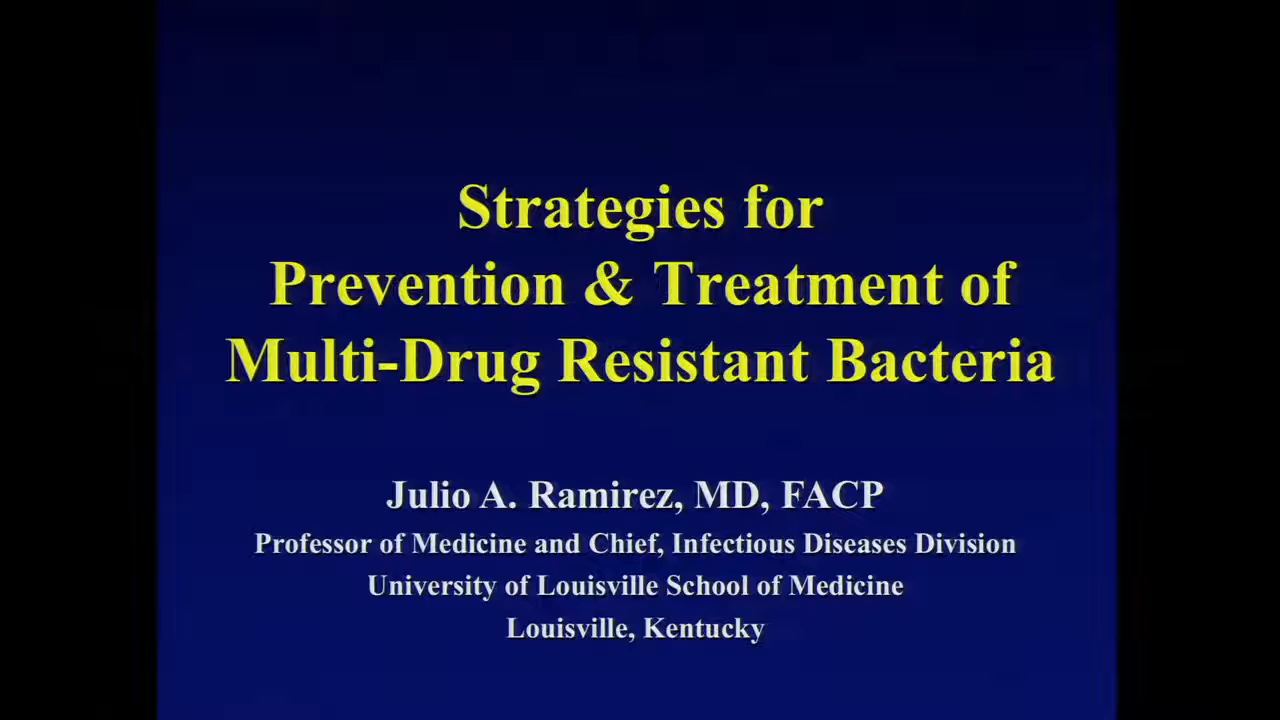 Strategies for
Prevention & Treatment of
Multi-Drug Resistant Bacteria
Julio A. Ramirez, MD, FACP
Professor of Medicine and Chief, Infectious Diseases Division
University of Louisville School of Medicine
Louisville, Kentucky